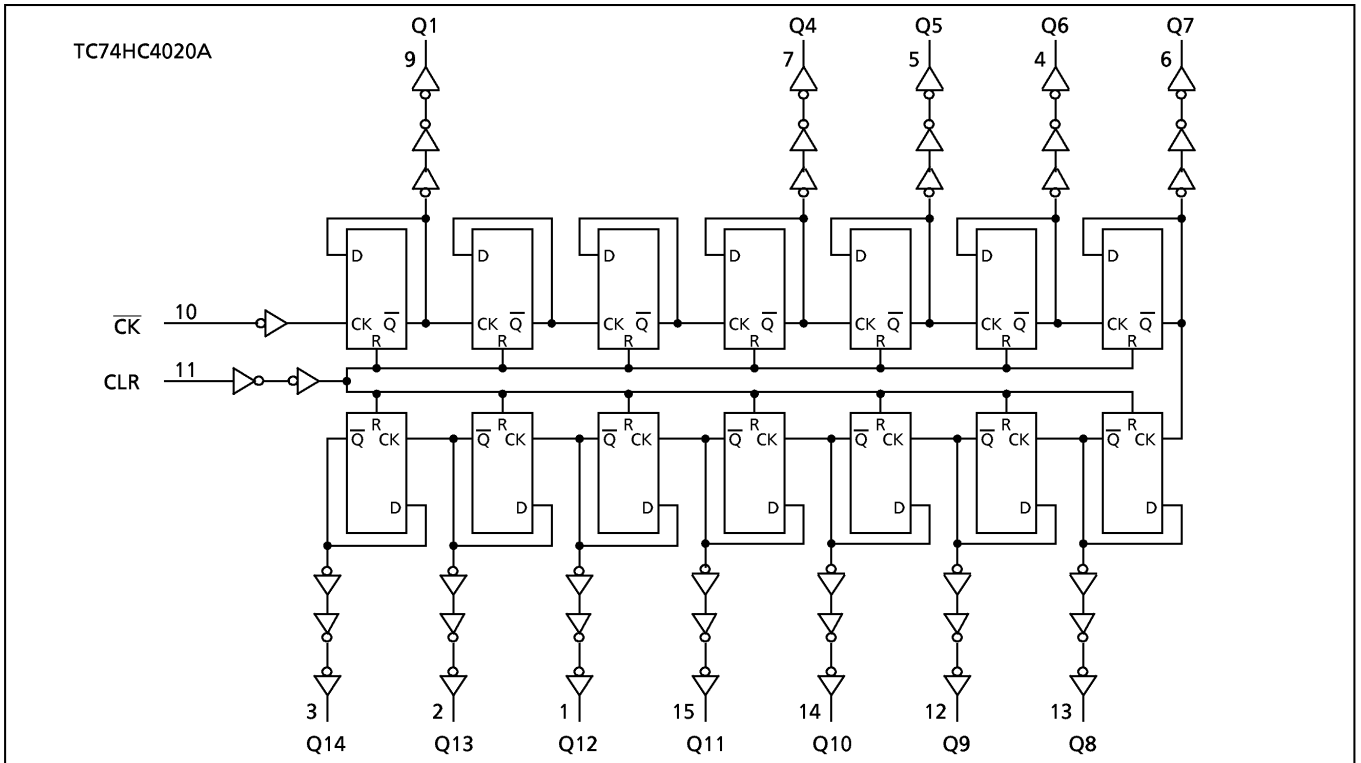 TC74HC4020A
Q1 Q4 Q5 Q6 Q7
9 7 5 4 6
D D D D D D D
C̅K̅ 10
CK Q̅ CK Q̅ CK Q̅ CK Q̅ CK Q̅ CK Q̅ CK Q̅
R R R R R R R
CLR 11
R R R R R R R
Q̅ CK Q̅ CK Q̅ CK Q̅ CK Q̅ CK Q̅ CK Q̅ CK
D D D D D D D
3 2 1 15 14 12 13
Q14 Q13 Q12 Q11 Q10 Q9 Q8